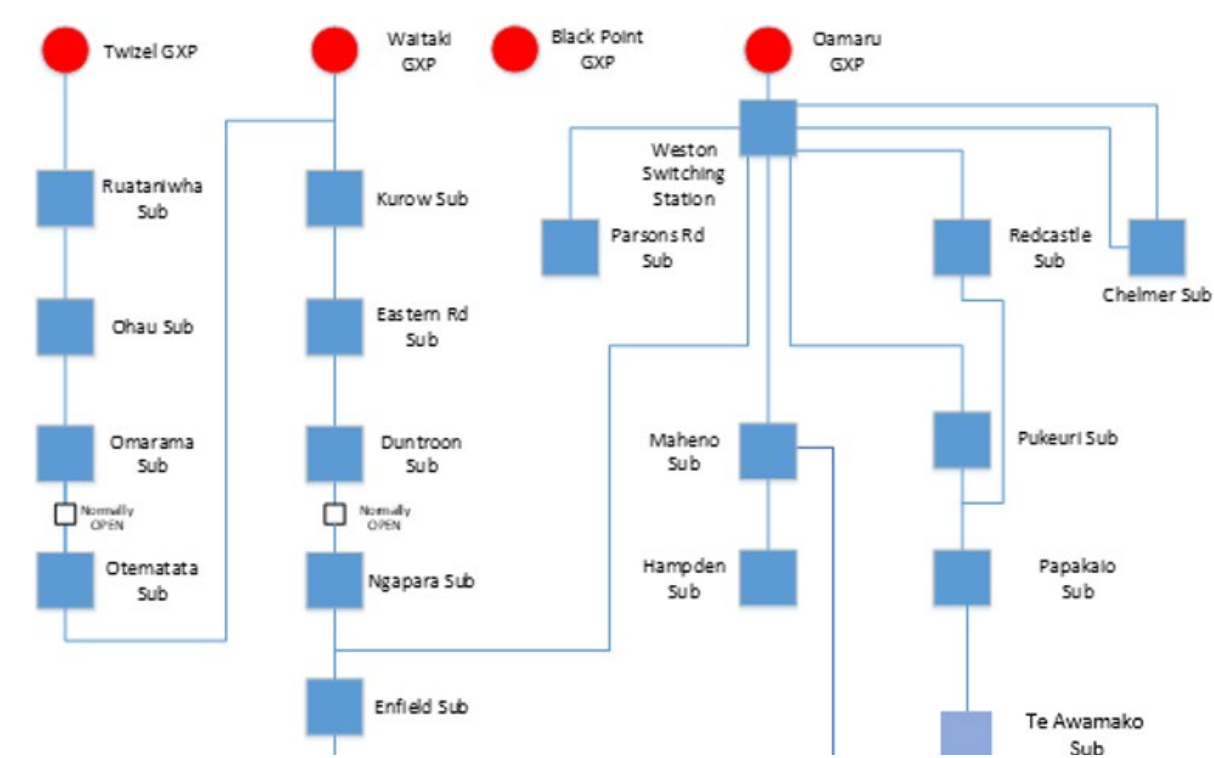 Twizel GXP
Waitaki
GXP
Black Point
GXP
Oamaru
GXP
Ruataniwha
Sub
Kurow Sub
Weston
Switching
Station
Parsons Rd
Sub
Redcastle
Sub
Chelmer Sub
Ohau Sub
Eastern Rd
Sub
Omarama
Sub
Duntroon
Sub
Maheno
Sub
Pukeuri Sub
Normally
OPEN
Normally
OPEN
Otematata
Sub
Ngapara Sub
Hampden
Sub
Papakaio
Sub
Enfield Sub
Te Awamako
Sub